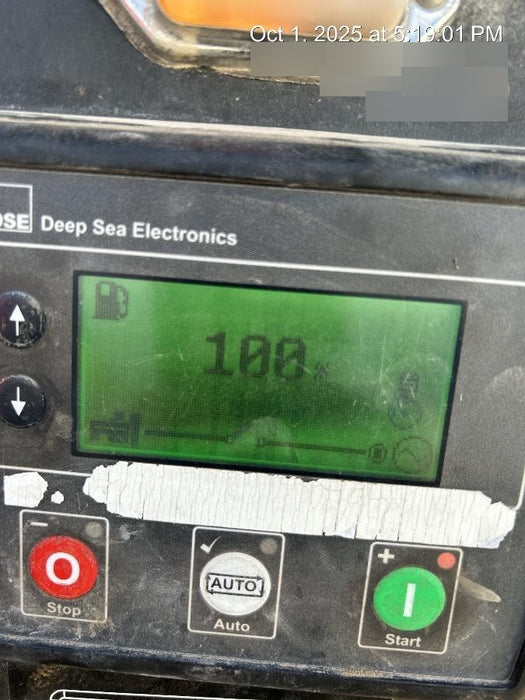 Oct 1, 2025 at 5:19:01 PM
DSE Deep Sea Electronics
100%
O
AUTO
I
Stop
Auto
Start